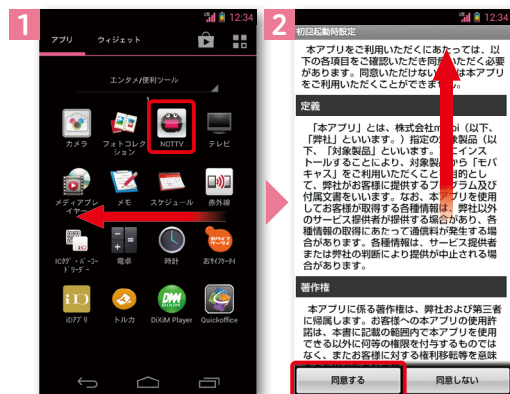 1
12:34
アプリ
ウィジェット
エンタメ/便利ツール
カメラ
フォトコレク
ション
NOTTV
テレビ
メディアプレ
イヤー
メモ
スケジュール
赤外線
ICタグ・バーコー
ドリーダー
電卓
時計
おサイフケータイ
iD
iDアプリ
トルカ
DiXiM Player
Quickoffice
2
12:34
初回起動時設定
本アプリをご利用いただくにあたっては、以
下の各項目をご確認いただき同意いただく必要
があります。同意いただけない は本アプリ
をご利用いただくことができません。
定義
「本アプリ」とは、株式会社mmbi（以下、
「弊社」といいます。）指定の対象製品（以
下、「対象製品」といいます。 にインス
トールすることにより、対象製品から「モバ
キャス」をご利用いただくことを目的とし
て、弊社がお客様に提供するプログラム及び
付属文書をいいます。なお、本アプリを使用
してお客様が取得する各種情報は、弊社以外
のサービス提供者が提供する場合があり、各
種情報の取得にあたって通信料が発生する場
合があります。各種情報は、サービス提供者
または弊社の判断により提供が中止される場
合があります。
著作権
本アプリに係る著作権は、弊社および第三者
に帰属します。お客様への本アプリの使用許
諾は、本書に記載の範囲内で本アプリを使用
できる以外に何等の権限を付与するものでは
なく、またお客様に対する権利移転等を意味
同意する
同意しない